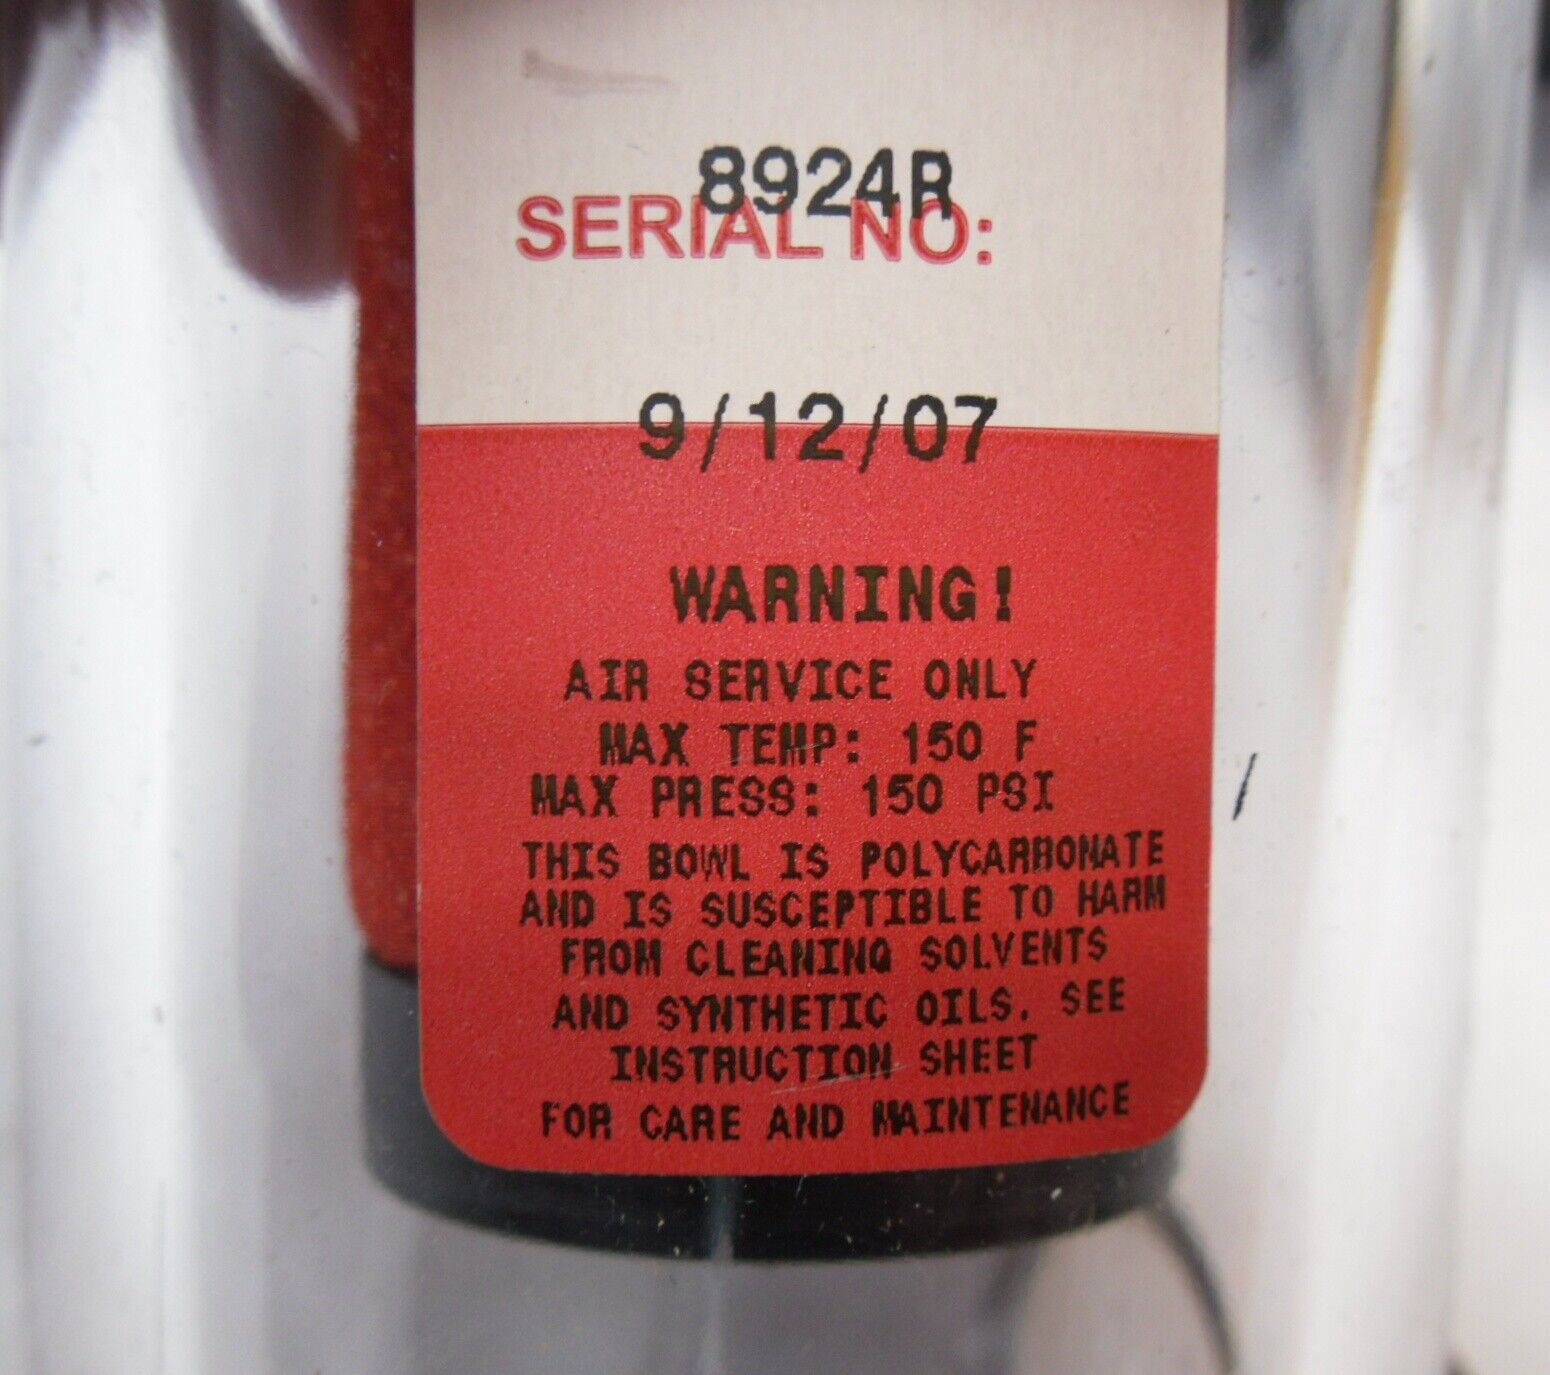 8924R
SERIAL NO:
9/12/07
WARNING!
AIR SERVICE ONLY
MAX TEMP: 150 F
MAX PRESS: 150 PSI
THIS BOWL IS POLYCARBONATE
AND IS SUSCEPTIBLE TO HARM
FROM CLEANING SOLVENTS
AND SYNTHETIC OILS. SEE
INSTRUCTION SHEET
FOR CARE AND MAINTENANCE